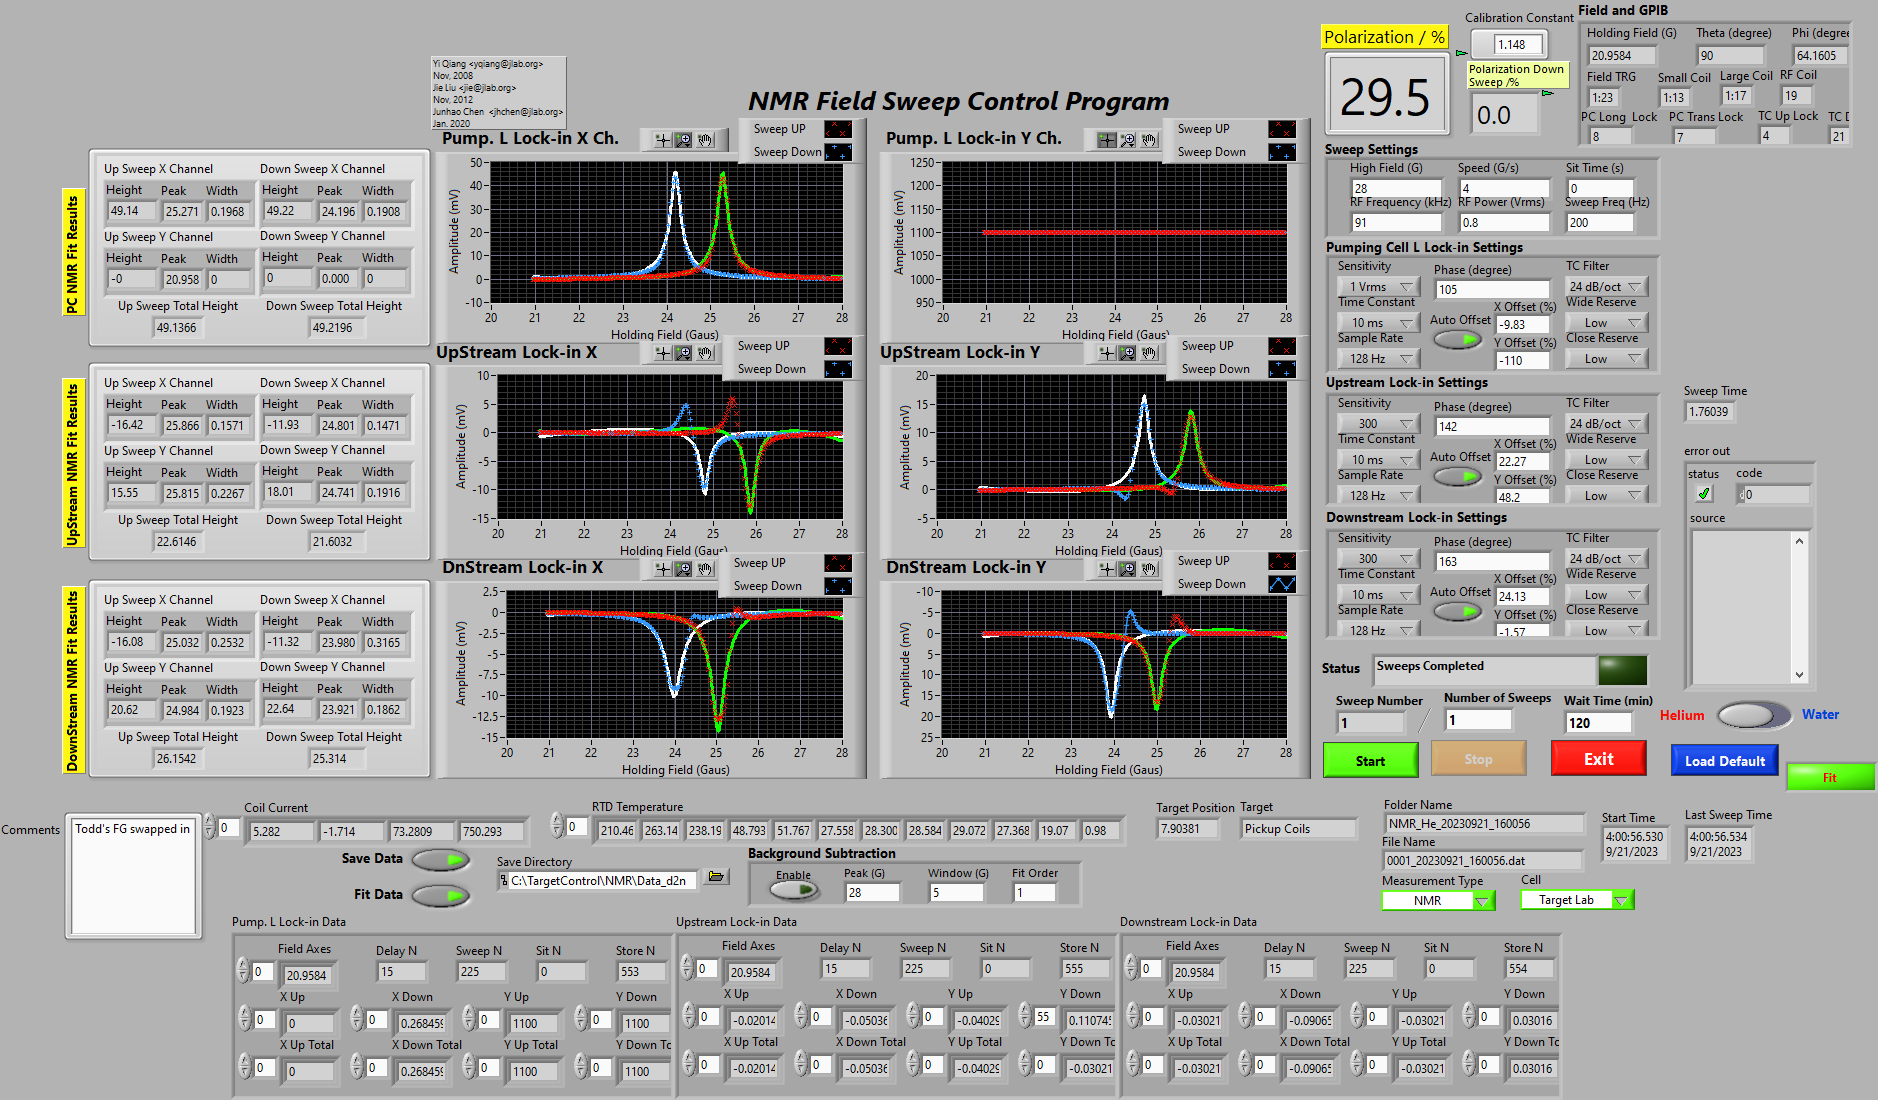 Yi Qiang <yqiang@jlab.org>
Nov, 2008
Jie Liu <jie@jlab.org>
Nov, 2012
Junhao Chen <jhchen@jlab.org>
Jan. 2020
NMR Field Sweep Control Program
Polarization / %
29.5
Calibration Constant
1.148
Polarization Down
Sweep /%
0.0
Field and GPIB
Holding Field (G) Theta (degree) Phi (degree
20.9584 90 64.1605
Field TRG Small Coil Large Coil RF Coil
1:23 1:13 1:17 19
PC Long Lock PC Trans Lock TC Up Lock TC D
8 7 4 21
PC NMR Fit Results
Up Sweep X Channel Down Sweep X Channel
Height Peak Width Height Peak Width
49.14 25.271 0.1968 49.22 24.196 0.1908
Up Sweep Y Channel Down Sweep Y Channel
Height Peak Width Height Peak Width
-0 20.958 0 0 0.000 0
Up Sweep Total Height Down Sweep Total Height
49.1366 49.2196
UpStream NMR Fit Results
Up Sweep X Channel Down Sweep X Channel
Height Peak Width Height Peak Width
-16.42 25.866 0.1571 -11.93 24.801 0.1471
Up Sweep Y Channel Down Sweep Y Channel
Height Peak Width Height Peak Width
15.55 25.815 0.2267 18.01 24.741 0.1916
Up Sweep Total Height Down Sweep Total Height
22.6146 21.6032
DownStream NMR Fit Results
Up Sweep X Channel Down Sweep X Channel
Height Peak Width Height Peak Width
-16.08 25.032 0.2532 -11.32 23.980 0.3165
Up Sweep Y Channel Down Sweep Y Channel
Height Peak Width Height Peak Width
20.62 24.984 0.1923 22.64 23.921 0.1862
Up Sweep Total Height Down Sweep Total Height
26.1542 25.314
Pump. L Lock-in X Ch.
Sweep UP
Sweep Down
Amplitude (mV)
50
40
30
20
10
0
-10
20 21 22 23 24 25 26 27 28
Holding Field (Gaus)
Pump. L Lock-in Y Ch.
Sweep UP
Sweep Down
Amplitude (mV)
1250
1200
1150
1100
1050
1000
950
20 21 22 23 24 25 26 27 28
Holding Field (Gaus)
UpStream Lock-in X
Sweep UP
Sweep Down
Amplitude (mV)
10
5
0
-5
-10
-15
20 21 22 23 24 25 26 27 28
Holding Field (Gaus)
UpStream Lock-in Y
Sweep UP
Sweep Down
Amplitude (mV)
20
15
10
5
0
-5
20 21 22 23 24 25 26 27 28
Holding Field (Gaus)
DnStream Lock-in X
Sweep UP
Sweep Down
Amplitude (mV)
2.5
0
-2.5
-5
-7.5
-10
-12.5
-15
20 21 22 23 24 25 26 27 28
Holding Field (Gaus)
DnStream Lock-in Y
Sweep UP
Sweep Down
Amplitude (mV)
-10
-5
0
5
10
15
20
25
20 21 22 23 24 25 26 27 28
Holding Field (Gaus)
Sweep Settings
High Field (G) Speed (G/s) Sit Time (s)
28 4 0
RF Frequency (kHz) RF Power (Vrms) Sweep Freq (Hz)
91 0.8 200
Pumping Cell L Lock-in Settings
Sensitivity Phase (degree) TC Filter
1 Vrms 105 24 dB/oct
Time Constant X Offset (%) Wide Reserve
10 ms Auto Offset -9.83 Low
Sample Rate Y Offset (%) Close Reserve
128 Hz -110 Low
Upstream Lock-in Settings
Sensitivity Phase (degree) TC Filter
300 142 24 dB/oct
Time Constant X Offset (%) Wide Reserve
10 ms Auto Offset 22.27 Low
Sample Rate Y Offset (%) Close Reserve
128 Hz 48.2 Low
Downstream Lock-in Settings
Sensitivity Phase (degree) TC Filter
300 163 24 dB/oct
Time Constant X Offset (%) Wide Reserve
10 ms Auto Offset 24.13 Low
Sample Rate Y Offset (%) Close Reserve
128 Hz -1.57 Low
Sweep Time
1.76039
error out
status code
0
source
Status Sweeps Completed
Sweep Number Number of Sweeps Wait Time (min)
1 / 1 120
Helium Water
Start Stop Exit Load Default Fit
Comments
Todd's FG swapped in
Coil Current
0 5.282 -1.714 73.2809 750.293
RTD Temperature
0 210.46 263.14 238.19 48.793 51.767 27.558 28.300 28.584 29.072 27.368 19.07 0.98
Target Position Target
7.90381 Pickup Coils
Folder Name
NMR_He_20230921_160056
File Name
0001_20230921_160056.dat
Start Time
4:00:56.530
9/21/2023
Last Sweep Time
4:00:56.534
9/21/2023
Measurement Type Cell
NMR Target Lab
Save Data
Fit Data
Save Directory
C:\TargetControl\NMR\Data_d2n
Background Subtraction
Enable Peak (G) Window (G) Fit Order
28 5 1
Pump. L Lock-in Data
Field Axes Delay N Sweep N Sit N Store N
0 20.9584 15 225 0 553
X Up X Down Y Up Y Down
0 0 0 0.268459 0 1100 0 1100
X Up Total X Down Total Y Up Total Y Down To
0 0 0 0.268459 0 1100 0 1100
Upstream Lock-in Data
Field Axes Delay N Sweep N Sit N Store N
0 20.9584 15 225 0 555
X Up X Down Y Up Y Down
0 -0.02014 0 -0.05036 0 -0.04029 55 0.110745
X Up Total X Down Total Y Up Total Y Down To
0 -0.02014 0 -0.05036 0 -0.04029 0 -0.03021
Downstream Lock-in Data
Field Axes Delay N Sweep N Sit N Store N
0 20.9584 15 225 0 554
X Up X Down Y Up Y Down
0 -0.03021 0 -0.09065 0 -0.03021 0 0.03016
X Up Total X Down Total Y Up Total Y Down To
0 -0.03021 0 -0.09065 0 -0.03021 0 0.03016